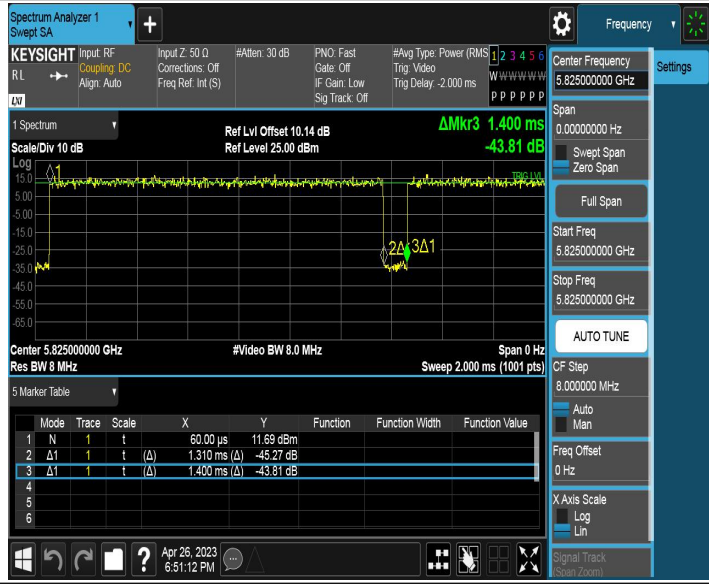 Spectrum Analyzer 1
Swept SA
Frequency
KEYSIGHT
Input: RF
Coupling: DC
Align: Auto
Input Z: 50 Ω
Corrections: Off
Freq Ref: Int (S)
#Atten: 30 dB
PNO: Fast
Gate: Off
IF Gain: Low
Sig Track: Off
#Avg Type: Power (RMS
Trig: Video
Trig Delay: -2.000 ms
1 2 3 4 5 6
W W W W W W
P P P P P P
R L
LXI
Settings
1 Spectrum
Scale/Div 10 dB
Ref Lvl Offset 10.14 dB
Ref Level 25.00 dBm
ΔMkr3 1.400 ms
-43.81 dB
Log
15.0
5.00
-5.00
-15.0
-25.0
-35.0
-45.0
-55.0
-65.0
1
TRIG LVL
2Δ
3Δ1
Center 5.825000000 GHz
#Video BW 8.0 MHz
Span 0 Hz
Res BW 8 MHz
Sweep 2.000 ms (1001 pts)
5 Marker Table
Mode Trace Scale X Y Function Function Width Function Value
1 N 1 t 60.00 µs 11.69 dBm
2 Δ1 1 t (Δ) 1.310 ms (Δ) -45.27 dB
3 Δ1 1 t (Δ) 1.400 ms (Δ) -43.81 dB
4
5
6
Apr 26, 2023
6:51:12 PM
Center Frequency
5.825000000 GHz
Span
0.00000000 Hz
Swept Span
Zero Span
Full Span
Start Freq
5.825000000 GHz
Stop Freq
5.825000000 GHz
AUTO TUNE
CF Step
8.000000 MHz
Auto
Man
Freq Offset
0 Hz
X Axis Scale
Log
Lin
Signal Track
(Span Zoom)